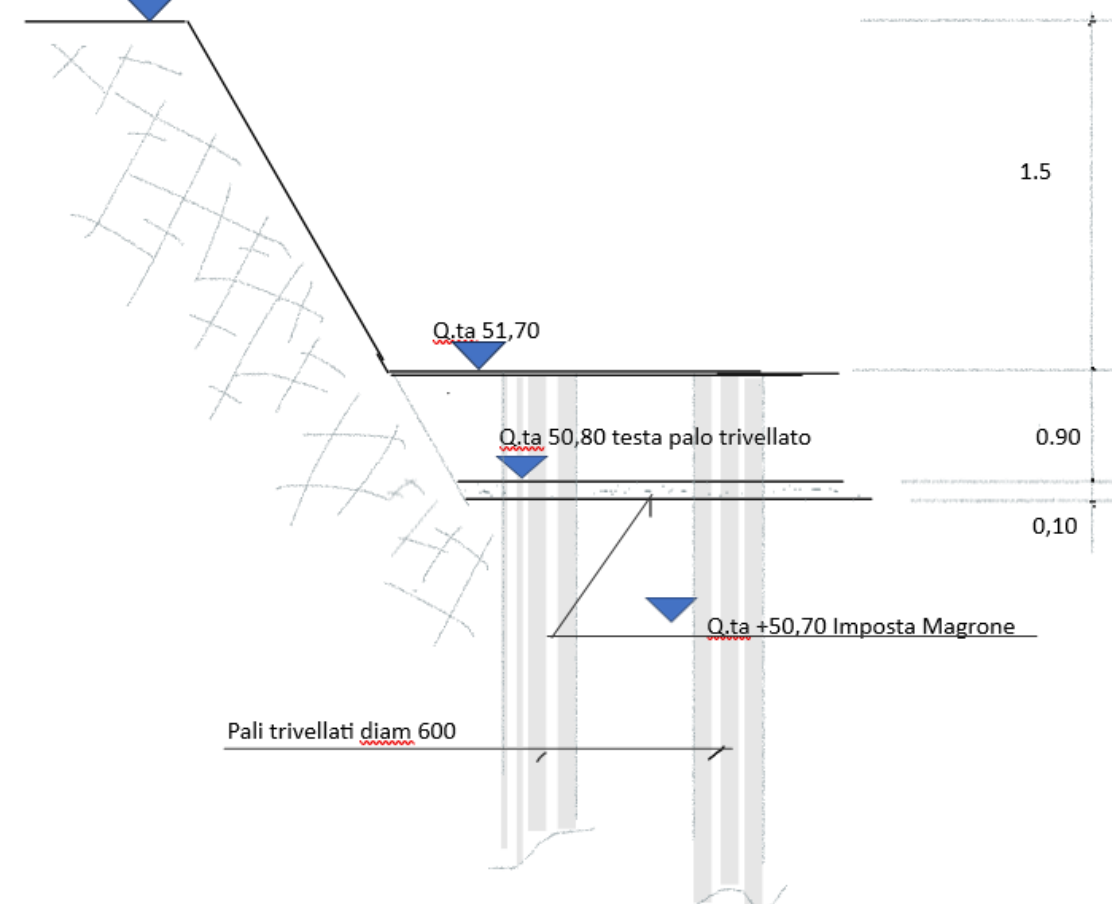 1.5
Q.ta 51,70
Q.ta 50,80 testa palo trivellato
0.90
0,10
Q.ta +50,70 Imposta Magrone
Pali trivellati diam 600